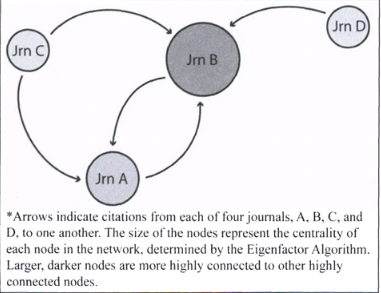 Jrn C
Jrn B
Jrn D
Jrn A
*Arrows indicate citations from each of four journals, A, B, C, and
D, to one another. The size of the nodes represent the centrality of
each node in the network, determined by the Eigenfactor Algorithm.
Larger, darker nodes are more highly connected to other highly
connected nodes.